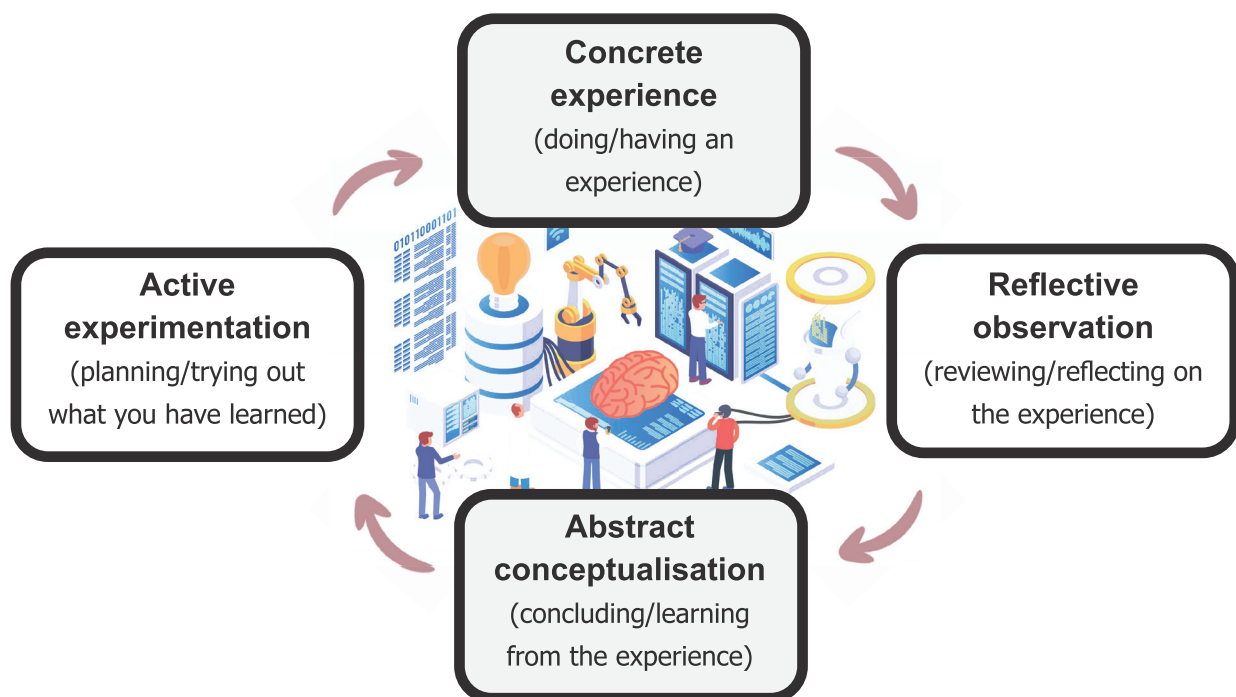 Concrete
experience
(doing/having an
experience)
010110001101
Active
experimentation
(planning/trying out
what you have learned)
Reflective
observation
(reviewing/reflecting on
the experience)
Abstract
conceptualisation
(concluding/learning
from the experience)